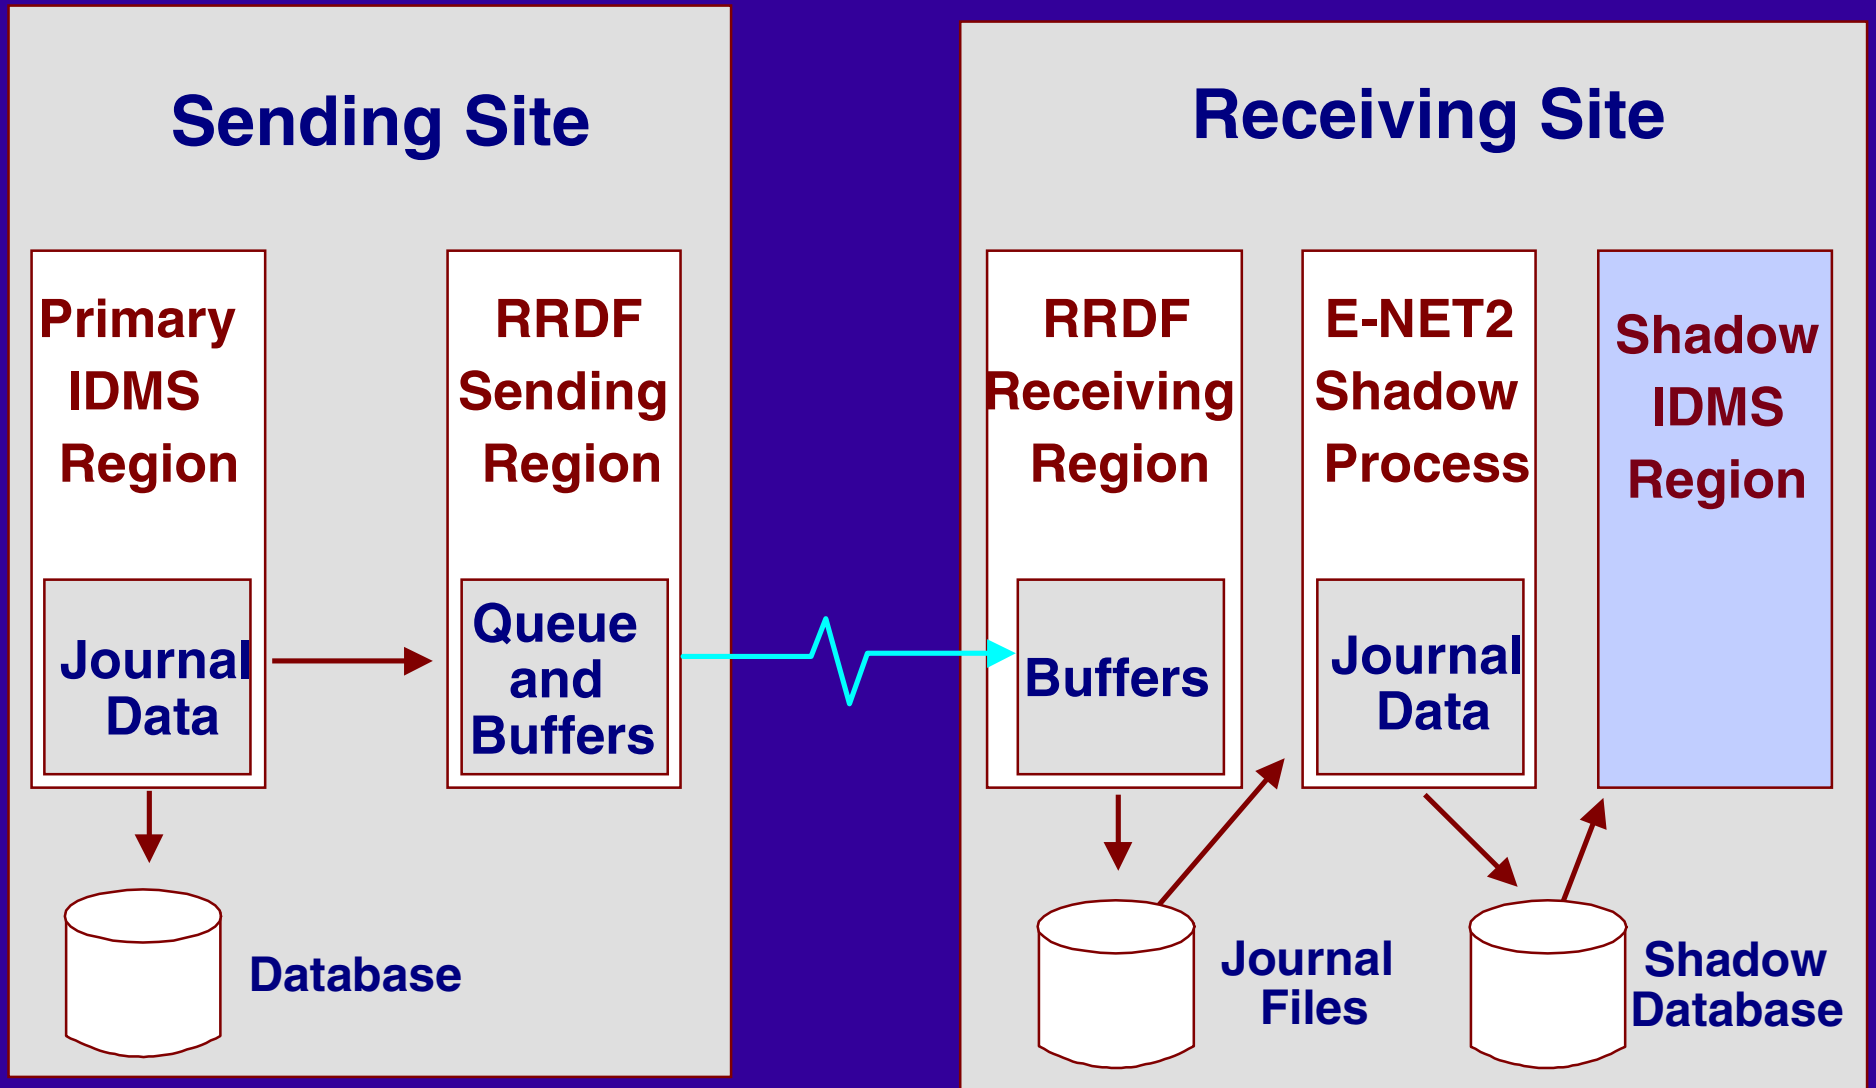 Sending Site
Primary
IDMS
Region
Journal
Data
RRDF
Sending
Region
Queue
and
Buffers
Database
Receiving Site
RRDF
Receiving
Region
Buffers
E-NET2
Shadow
Process
Journal
Data
Shadow
IDMS
Region
Journal
Files
Shadow
Database